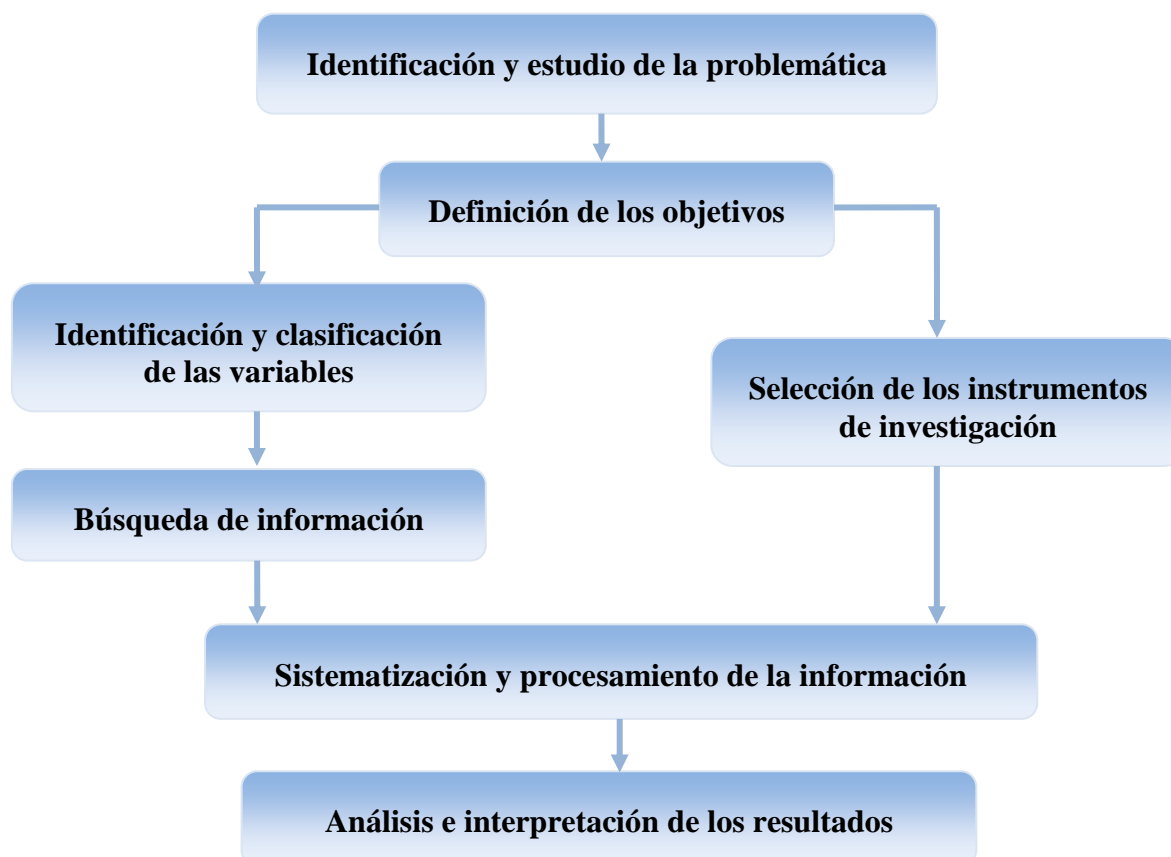 Identificación y estudio de la problemática
Definición de los objetivos
Identificación y clasificación
de las variables
Selección de los instrumentos
de investigación
Búsqueda de información
Sistematización y procesamiento de la información
Análisis e interpretación de los resultados